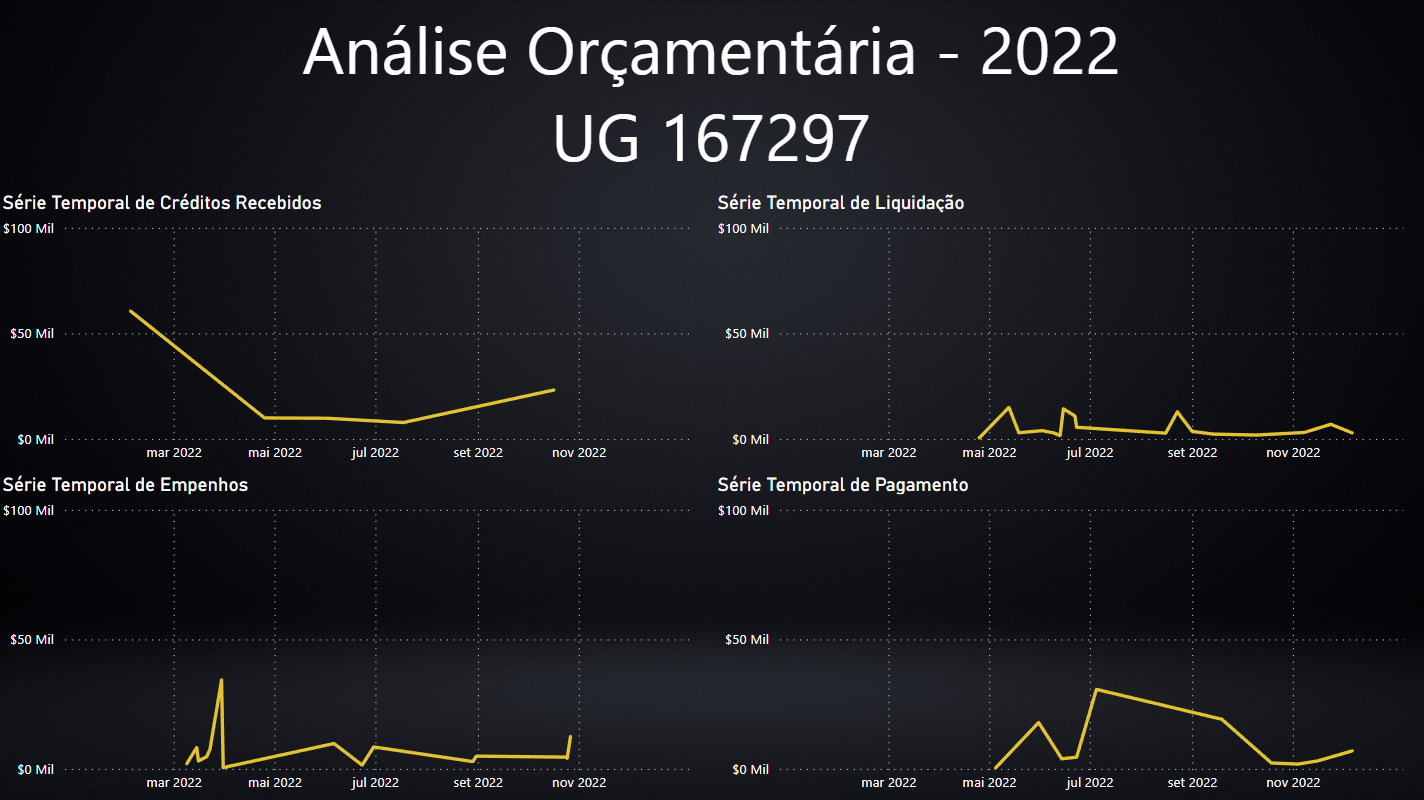 Análise Orçamentária - 2022
UG 167297
Série Temporal de Créditos Recebidos
$100 Mil
$50 Mil
$0 Mil
mar 2022 mai 2022 jul 2022 set 2022 nov 2022
Série Temporal de Liquidação
$100 Mil
$50 Mil
$0 Mil
mar 2022 mai 2022 jul 2022 set 2022 nov 2022
Série Temporal de Empenhos
$100 Mil
$50 Mil
$0 Mil
mar 2022 mai 2022 jul 2022 set 2022 nov 2022
Série Temporal de Pagamento
$100 Mil
$50 Mil
$0 Mil
mar 2022 mai 2022 jul 2022 set 2022 nov 2022